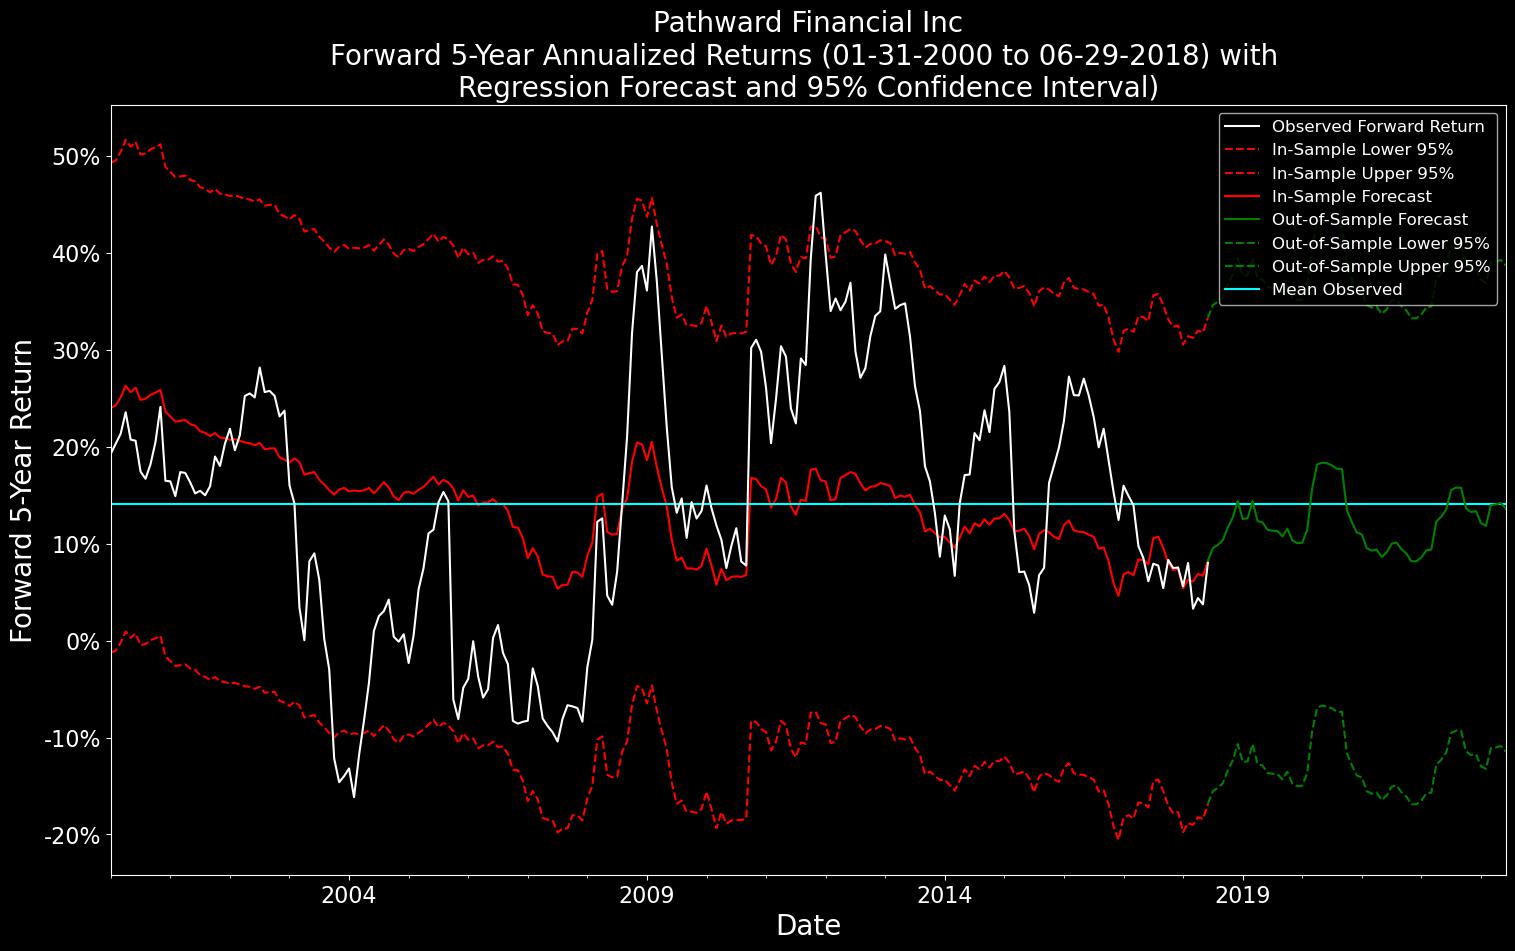 Pathward Financial Inc
Forward 5-Year Annualized Returns (01-31-2000 to 06-29-2018) with
Regression Forecast and 95% Confidence Interval)
Observed Forward Return
In-Sample Lower 95%
In-Sample Upper 95%
In-Sample Forecast
Out-of-Sample Forecast
Out-of-Sample Lower 95%
Out-of-Sample Upper 95%
Mean Observed
Forward 5-Year Return
50%
40%
30%
20%
10%
0%
-10%
-20%
2004
2009
2014
2019
Date